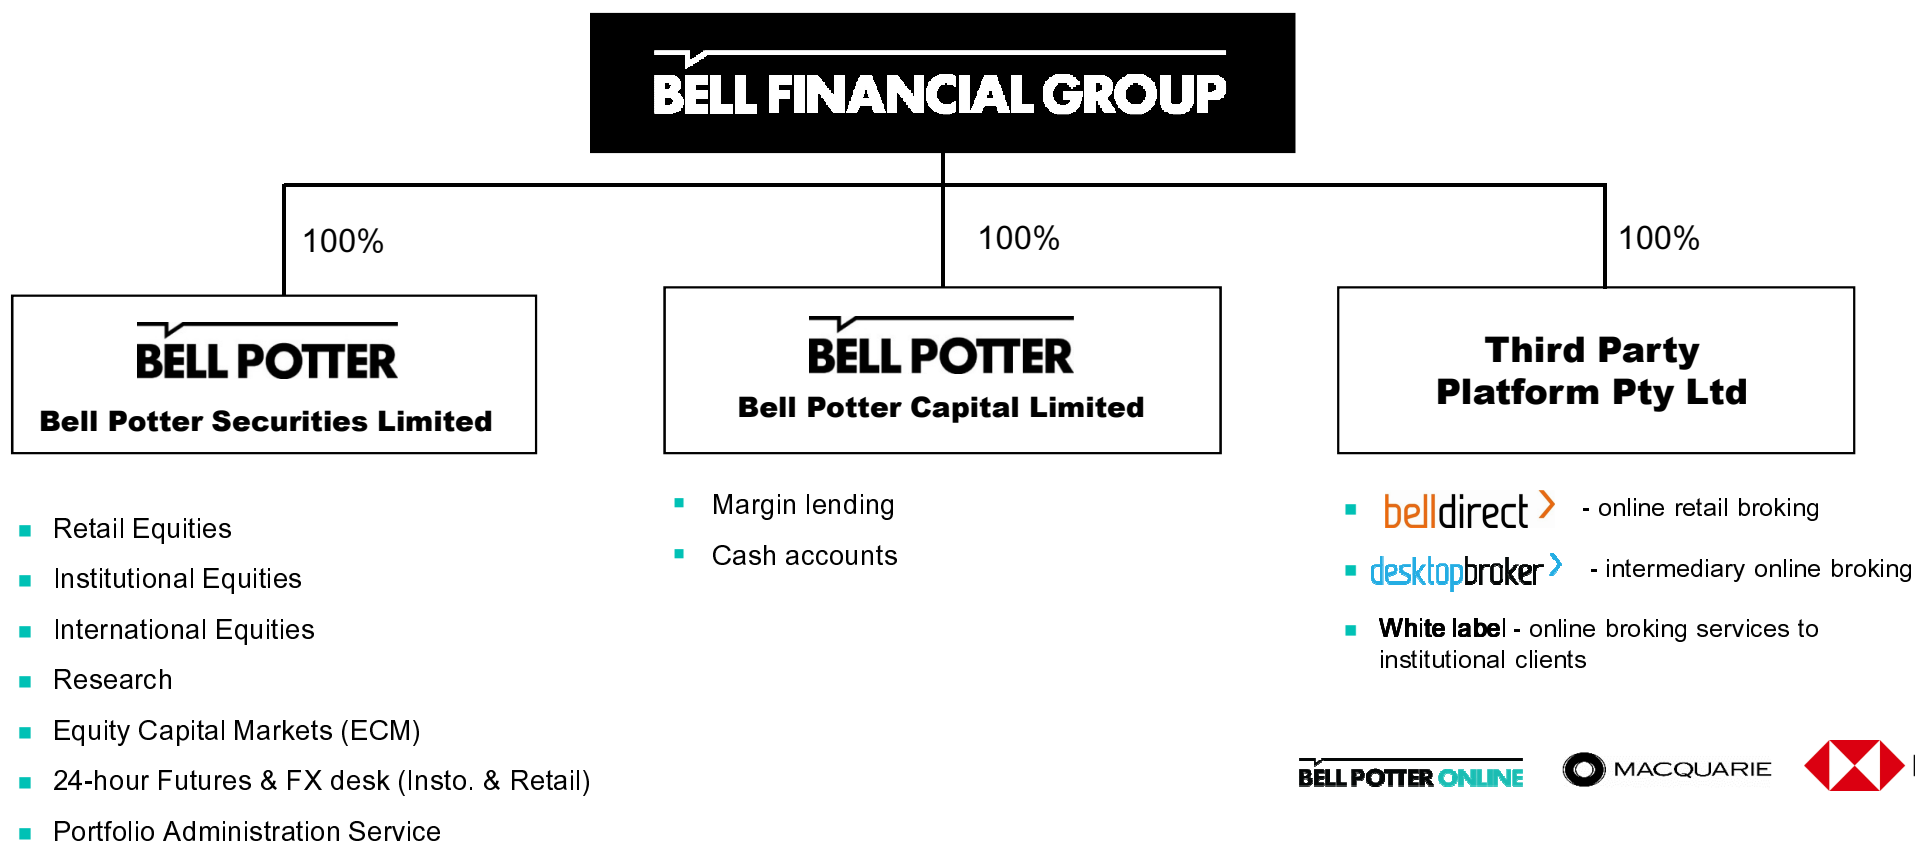 BELL FINANCIAL GROUP
100%
100%
100%
BELL POTTER
Bell Potter Securities Limited
BELL POTTER
Bell Potter Capital Limited
Third Party
Platform Pty Ltd
Retail Equities
Institutional Equities
International Equities
Research
Equity Capital Markets (ECM)
24-hour Futures & FX desk (Insto. & Retail)
Portfolio Administration Service
Margin lending
Cash accounts
belldirect - online retail broking
desktopbroker - intermediary online broking
White label - online broking services to
institutional clients
BELL POTTER ONLINE
MACQUARIE